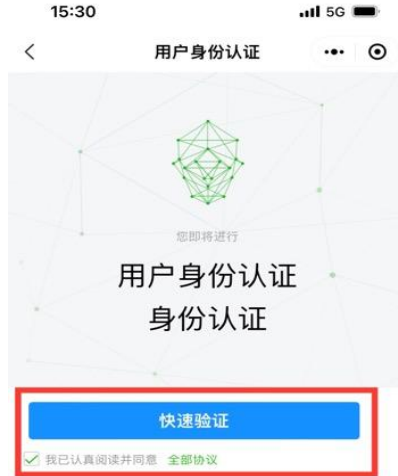 15:30 5G
用户身份认证
您即将进行
用户身份认证
身份认证
快速验证
我已认真阅读并同意 全部协议